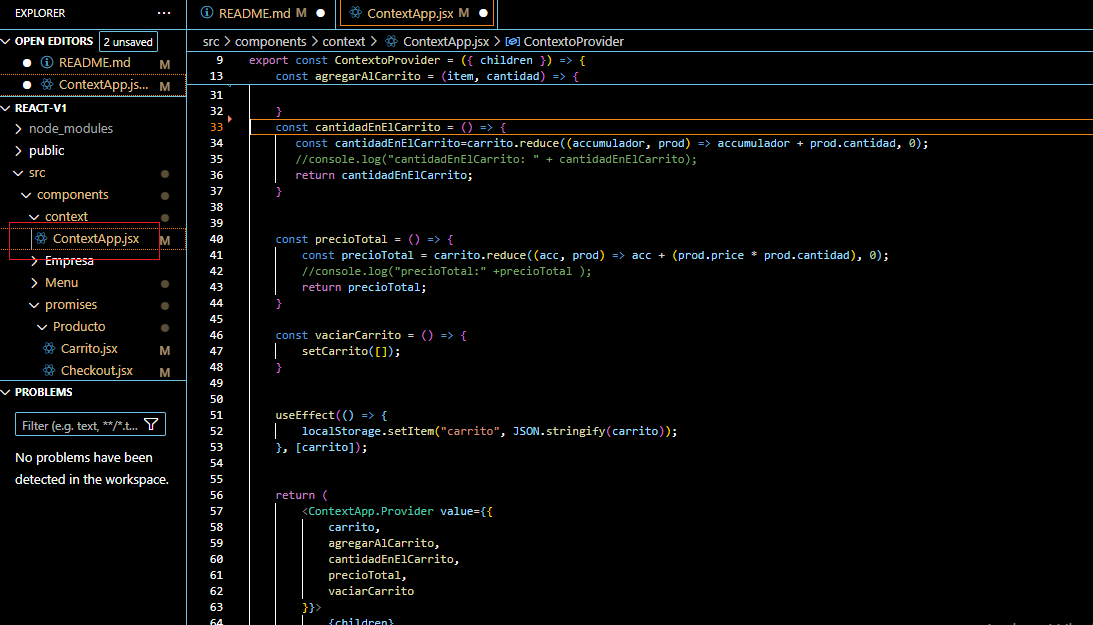 EXPLORER ···
OPEN EDITORS 2 unsaved
README.md M
ContextApp.js... M
REACT-V1
node_modules
public
src
components
context
ContextApp.jsx M
Empresa
Menu
promises
Producto
Carrito.jsx M
Checkout.jsx M
PROBLEMS
Filter (e.g. text, **/*.t...
No problems have been
detected in the workspace.
README.md M ContextApp.jsx M
src > components > context > ContextApp.jsx > ContextoProvider
9 export const ContextoProvider = ({ children }) => {
13 const agregarAlCarrito = (item, cantidad) => {
31
32 }
33 const cantidadEnElCarrito = () => {
34 const cantidadEnElCarrito=carrito.reduce((accumulador, prod) => accumulador + prod.cantidad, 0);
35 //console.log("cantidadEnElCarrito: " + cantidadEnElCarrito);
36 return cantidadEnElCarrito;
37 }
38
39
40 const precioTotal = () => {
41 const precioTotal = carrito.reduce((acc, prod) => acc + (prod.price * prod.cantidad), 0);
42 //console.log("precioTotal:" +precioTotal );
43 return precioTotal;
44 }
45
46 const vaciarCarrito = () => {
47 setCarrito([]);
48 }
49
50
51 useEffect(() => {
52 localStorage.setItem("carrito", JSON.stringify(carrito));
53 }, [carrito]);
54
55
56 return (
57 <ContextApp.Provider value={{
58 carrito,
59 agregarAlCarrito,
60 cantidadEnElCarrito,
61 precioTotal,
62 vaciarCarrito
63 }}>
64 {children}